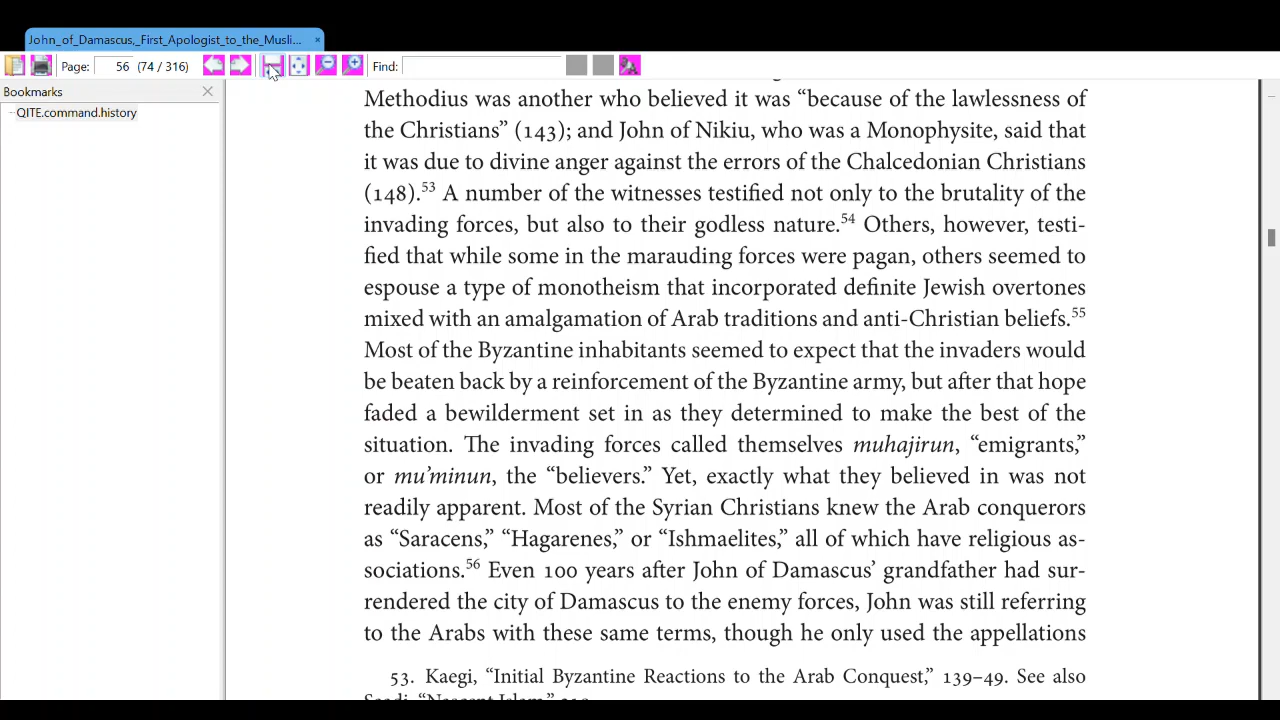 John_of_Damascus,_First_Apologist_to_the_Musli... ×
Page: 56 (74 / 316) Find:
Bookmarks
QITE.command.history
Methodius was another who believed it was “because of the lawlessness of
the Christians” (143); and John of Nikiu, who was a Monophysite, said that
it was due to divine anger against the errors of the Chalcedonian Christians
(148).53 A number of the witnesses testified not only to the brutality of the
invading forces, but also to their godless nature.54 Others, however, testi-
fied that while some in the marauding forces were pagan, others seemed to
espouse a type of monotheism that incorporated definite Jewish overtones
mixed with an amalgamation of Arab traditions and anti-Christian beliefs.55
Most of the Byzantine inhabitants seemed to expect that the invaders would
be beaten back by a reinforcement of the Byzantine army, but after that hope
faded a bewilderment set in as they determined to make the best of the
situation. The invading forces called themselves muhajirun, “emigrants,”
or mu’minun, the “believers.” Yet, exactly what they believed in was not
readily apparent. Most of the Syrian Christians knew the Arab conquerors
as “Saracens,” “Hagarenes,” or “Ishmaelites,” all of which have religious as-
sociations.56 Even 100 years after John of Damascus’ grandfather had sur-
rendered the city of Damascus to the enemy forces, John was still referring
to the Arabs with these same terms, though he only used the appellations
53. Kaegi, “Initial Byzantine Reactions to the Arab Conquest,” 139–49. See also